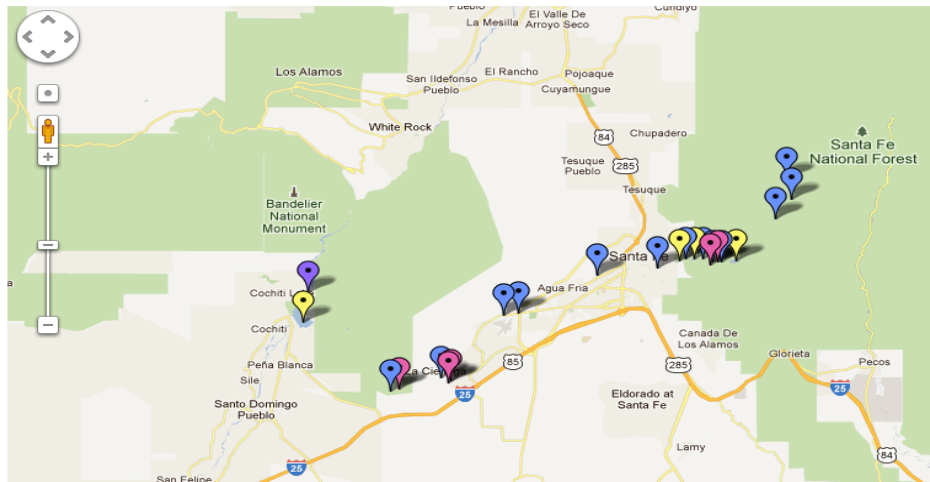 Pueblo
La Mesilla
El Valle De
Arroyo Seco
Cundiyo
Los Alamos
San Ildefonso
Pueblo
El Rancho
Pojoaque
Cuyamungue
White Rock
84
Chupadero
Santa Fe
National Forest
Tesuque
Pueblo
285
Tesuque
Bandelier
National
Monument
Santa Fe
Cochiti
Agua Fria
Cochiti
Canada De
Los Alamos
Peña Blanca
Sile
La
85
285
Glorieta
Pecos
25
25
Santo Domingo
Pueblo
Eldorado at
Santa Fe
Lamy
84
25
San Felipe